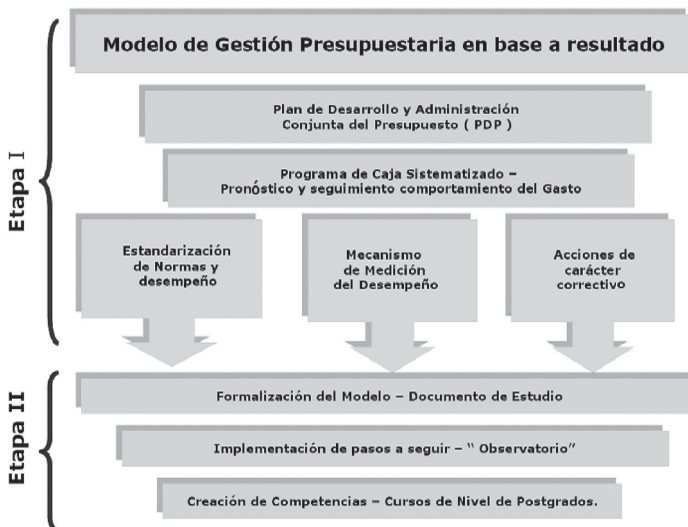 Etapa I
Modelo de Gestión Presupuestaria en base a resultado
Plan de Desarrollo y Administración
Conjunta del Presupuesto ( PDP )
Programa de Caja Sistematizado –
Pronóstico y seguimiento comportamiento del Gasto
Estandarización
de Normas y
desempeño
Mecanismo
de Medición
del Desempeño
Acciones de
carácter
correctivo
Etapa II
Formalización del Modelo – Documento de Estudio
Implementación de pasos a seguir – “ Observatorio”
Creación de Competencias – Cursos de Nivel de Postgrados.